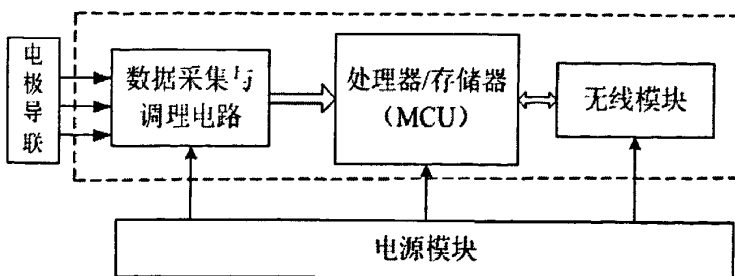 电极导联
数据采集与
调理电路
处理器/存储器
（MCU）
无线模块
电源模块